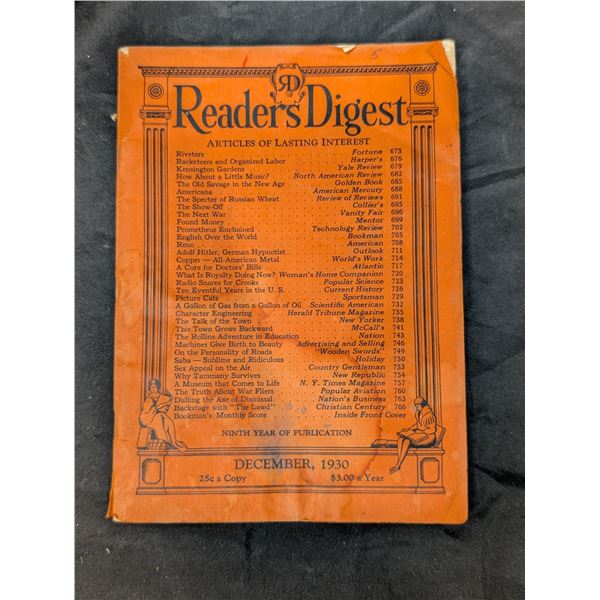 5
RD
Readers Digest
ARTICLES OF LASTING INTEREST
Riveters . . . . . Fortune 673
Racketeers and Organized Labor . . . . . Harper's 676
Kensington Gardens . . . . . Yale Review 679
How About a Little Music? . . . . . North American Review 682
The Old Savage in the New Age . . . . . Golden Book 685
Americana . . . . . American Mercury 688
The Specter of Russian Wheat . . . . . Review of Reviews 691
The Show-Off . . . . . Collier's 695
The Next War . . . . . Vanity Fair 696
Found Money . . . . . Mentor 699
Prometheus Enchained . . . . . Technology Review 702
English Over the World . . . . . Bookman 705
Reno . . . . . American 708
Adolf Hitler, German Hypnotist . . . . . Outlook 711
Copper — All-American Metal . . . . . World's Work 714
A Cure for Doctors' Bills . . . . . Atlantic 717
What Is Royalty Doing Now? Woman's Home Companion 720
Radio Snares for Crooks . . . . . Popular Science 723
Ten Eventful Years in the U. S. . . . . . Current History 726
Picture Cats . . . . . Sportsman 729
A Gallon of Gas from a Gallon of Oil . . . . . Scientific American 732
Character Engineering . . . . . Herald Tribune Magazine 735
The Talk of the Town . . . . . New Yorker 738
This Town Grows Backward . . . . . McCall's 741
The Rollins Adventure in Education . . . . . Nation 743
Machines Give Birth to Beauty . . . . . Advertising and Selling 746
On the Personality of Roads . . . . . "Wooden Swords" 749
Saba — Sublime and Ridiculous . . . . . Holiday 750
Sex Appeal on the Air . . . . . Country Gentleman 753
Why Tammany Survives . . . . . New Republic 754
A Museum that Comes to Life . . . . . N. Y. Times Magazine 757
The Truth About War Fliers . . . . . Popular Aviation 760
Dulling the Axe of Dismissal . . . . . Nation's Business 763
Backstage with "The Lawd" . . . . . Christian Century 766
Bookman's Monthly Score . . . . . Inside Front Cover
NINTH YEAR OF PUBLICATION
DECEMBER, 1930
25c a Copy $3.00 a Year